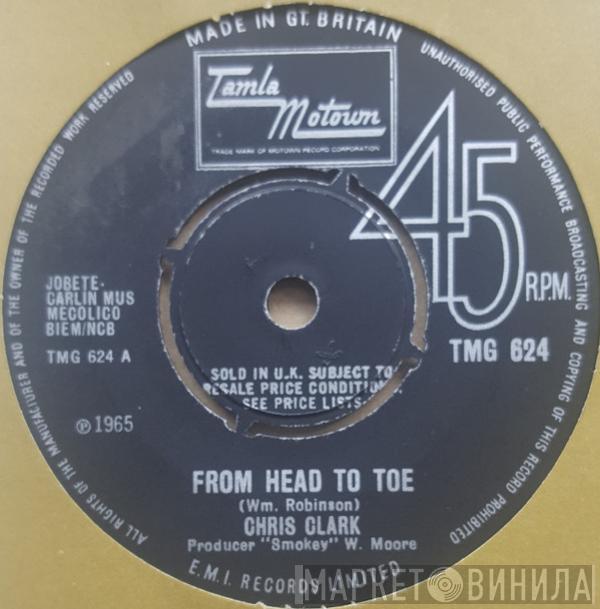 MADE IN GT. BRITAIN
UNAUTHORISED PUBLIC PERFORMANCE BROADCASTING AND COPYING OF THIS RECORD PROHIBITED
ALL RIGHTS OF THE MANUFACTURER AND OF THE OWNER OF THE RECORDED WORK RESERVED
Tamla
Motown
TRADE MARK OF MOTOWN RECORD CORPORATION
45
R.P.M.
JOBETE-
CARLIN MUS
MECOLICO
BIEM/NCB
TMG 624 A
TMG 624
SOLD IN U.K. SUBJECT TO
RESALE PRICE CONDITIONS,
SEE PRICE LISTS
℗ 1965
FROM HEAD TO TOE
(Wm. Robinson)
CHRIS CLARK
Producer "Smokey" W. Moore
E.M.I. RECORDS LIMITED
МАРКЕТ ВИНИЛА